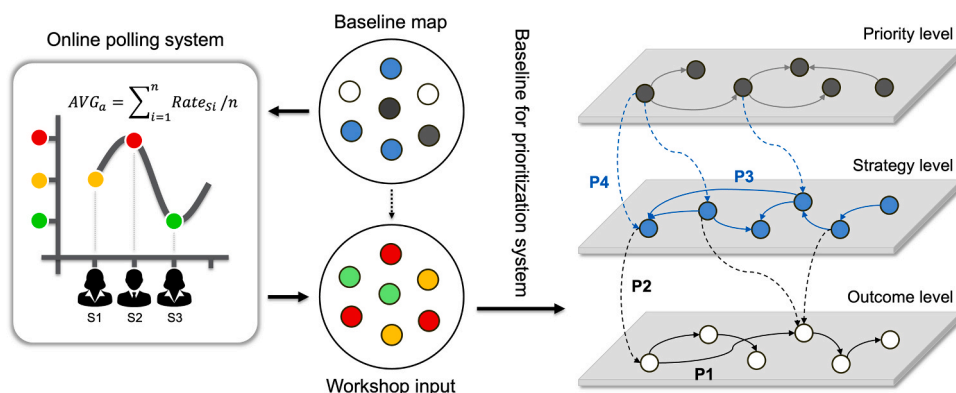 Online polling system
AVG_a = ∑_{i=1}^{n} Rate_{Si}/n
S1
S2
S3
Baseline map
Workshop input
Baseline for prioritization system
Priority level
Strategy level
P4
P3
P2
Outcome level
P1